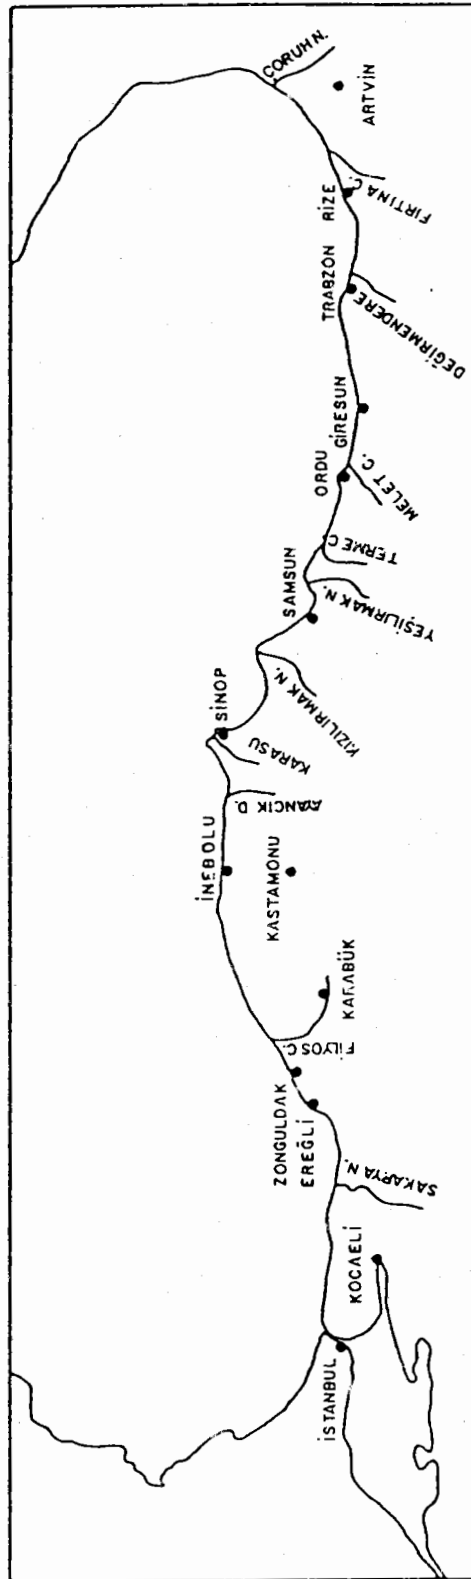 ÇORUH N.
ARTVİN
FIRTINA C.
RİZE
TRABZON
DEĞİRMENDERE
GİRESUN
ORDU
MELET C.
TERME C.
SAMSUN
YEŞİLIRMAK N.
KIZILIRMAK N.
SİNOP
KARASU
AYANCIK D.
İNEBOLU
KASTAMONU
KARABÜK
FİLYOS C.
ZONGULDAK
EREĞLİ
SAKARYA N.
KOCAELİ
İSTANBUL